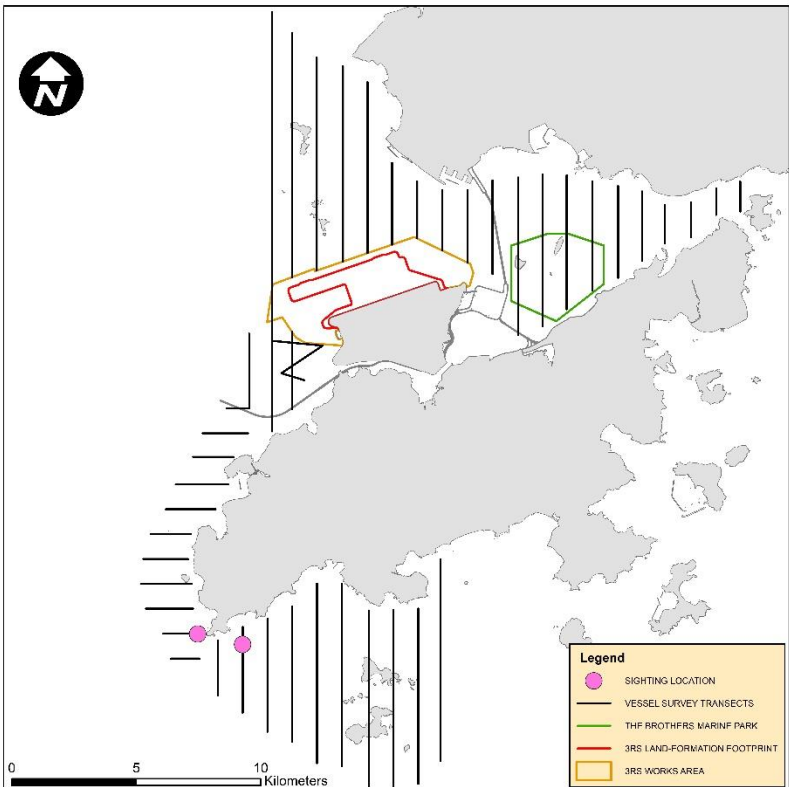 N
Legend
SIGHTING LOCATION
VESSEL SURVEY TRANSECTS
THE BROTHERS MARINE PARK
3RS LAND-FORMATION FOOTPRINT
3RS WORKS AREA
0 5 10
Kilometers